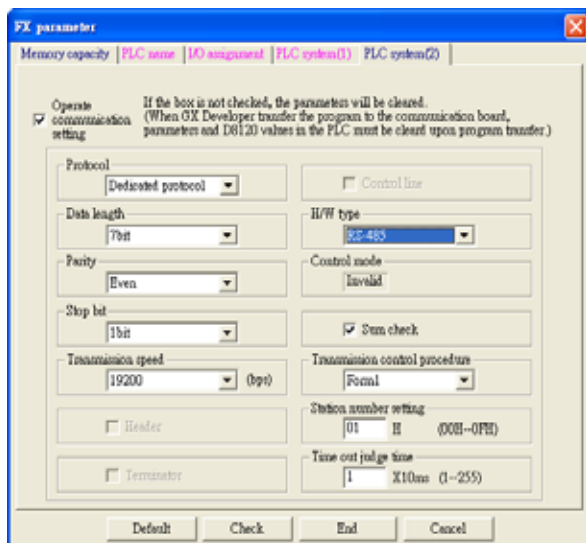 FX parameter
Memory capacity PLC name I/O assignment PLC system(1) PLC system(2)
Operate communication setting
If the box is not checked, the parameters will be cleared.
(When GX Developer transfer the program to the communication board,
parameters and D8120 values in the PLC must be cleard upon program transfer.)
Protocol
Dedicated protocol
Control line
Data length
7bit
H/W type
RS-485
Parity
Even
Control mode
Invalid
Stop bit
1bit
Sum check
Transmission speed
19200 (bps)
Transmission control procedure
Form1
Header
Station number setting
01 H (00H--0FH)
Terminator
Time out judge time
1 X10ms (1--255)
Default Check End Cancel